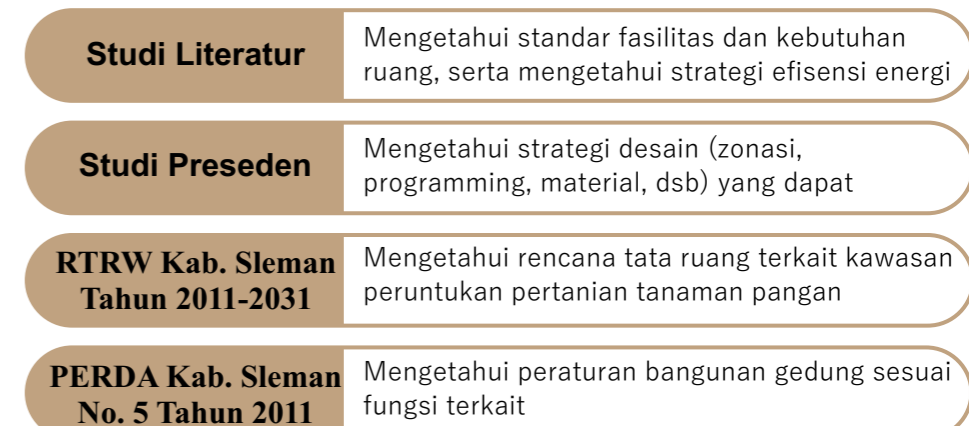 Studi Literatur
Mengetahui standar fasilitas dan kebutuhan
ruang, serta mengetahui strategi efisensi energi
Studi Preseden
Mengetahui strategi desain (zonasi,
programming, material, dsb) yang dapat
RTRW Kab. Sleman
Tahun 2011-2031
Mengetahui rencana tata ruang terkait kawasan
peruntukan pertanian tanaman pangan
PERDA Kab. Sleman
No. 5 Tahun 2011
Mengetahui peraturan bangunan gedung sesuai
fungsi terkait